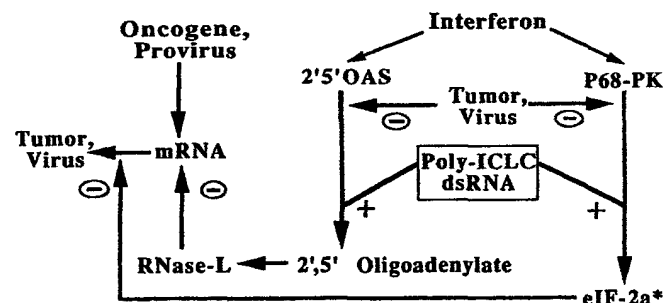 Oncogene,
Provirus
Interferon
2'5'OAS
P68-PK
Tumor,
Virus
Tumor,
Virus
mRNA
Poly-ICLC
dsRNA
+
+
RNase-L
2',5' Oligoadenylate
eIF-2a*